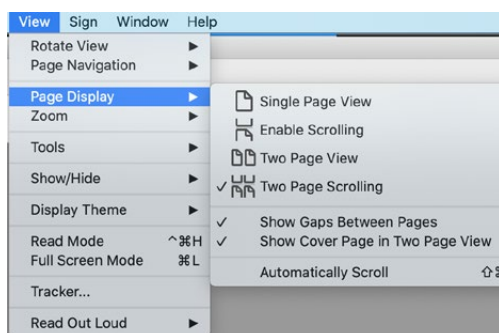 View Sign Window Help
Rotate View
Page Navigation
Page Display
Zoom
Tools
Show/Hide
Display Theme
Read Mode ^⌘H
Full Screen Mode ⌘L
Tracker...
Read Out Loud
Single Page View
Enable Scrolling
Two Page View
✓ Two Page Scrolling
✓ Show Gaps Between Pages
✓ Show Cover Page in Two Page View
Automatically Scroll ⇧⌘